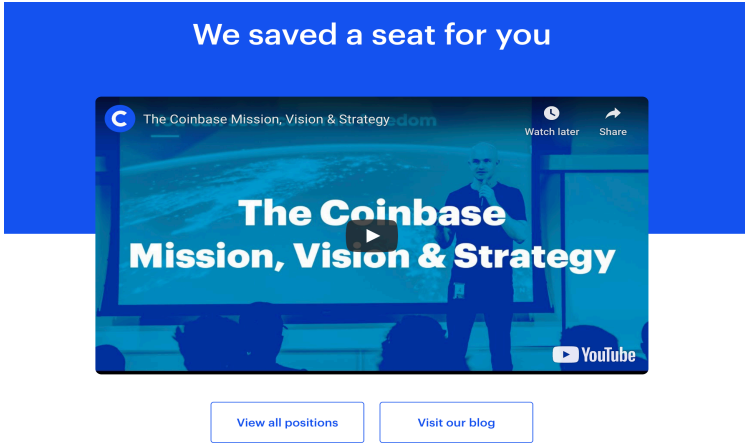 We saved a seat for you
The Coinbase Mission, Vision & Strategy
Watch later
Share
The Coinbase
Mission, Vision & Strategy
YouTube
View all positions
Visit our blog